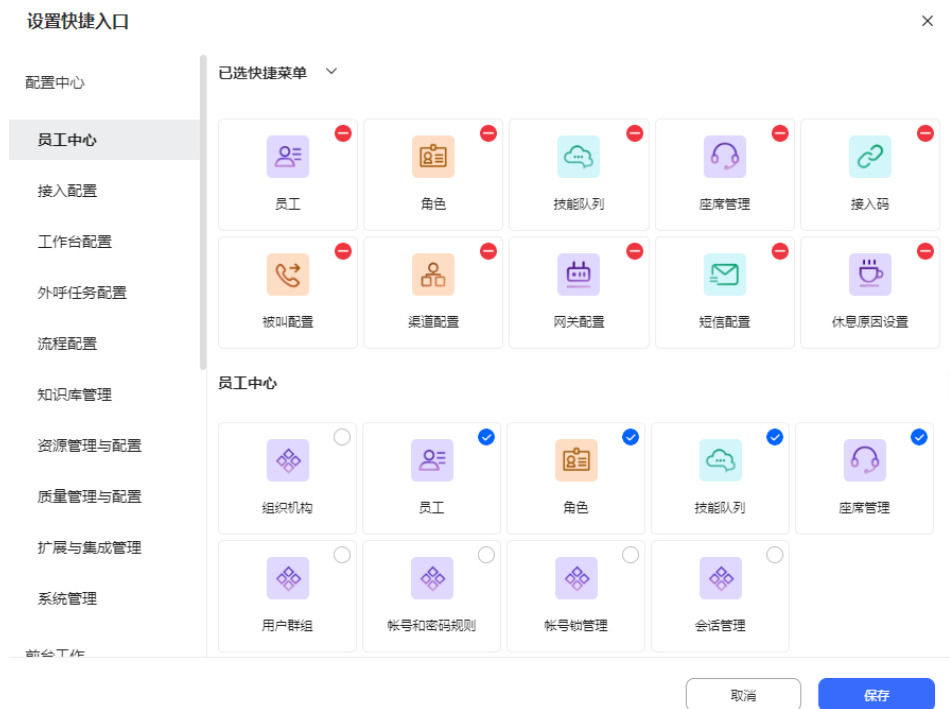 设置快捷入口
配置中心
员工中心
接入配置
工作台配置
外呼任务配置
流程配置
知识库管理
资源管理与配置
质量管理与配置
扩展与集成管理
系统管理
前台工作
已选快捷菜单
员工 角色 技能队列 座席管理 接入码
被叫配置 渠道配置 网关配置 短信配置 休息原因设置
员工中心
组织机构 员工 角色 技能队列 座席管理
用户群组 帐号和密码规则 帐号锁管理 会话管理
取消 保存